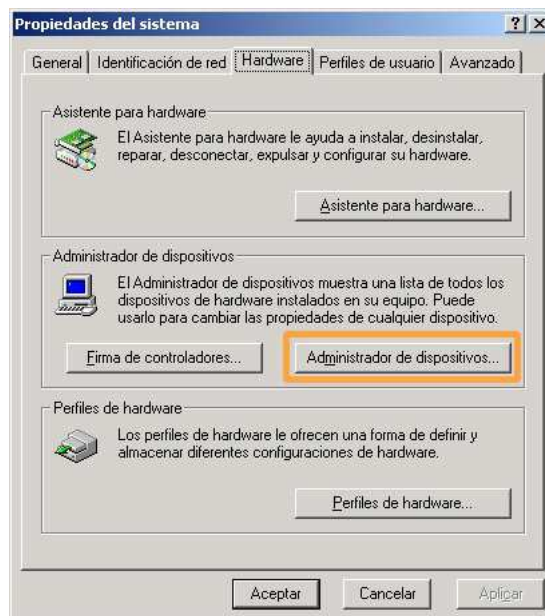 Propiedades del sistema
General Identificación de red Hardware Perfiles de usuario Avanzado
Asistente para hardware
El Asistente para hardware le ayuda a instalar, desinstalar,
reparar, desconectar, expulsar y configurar su hardware.
Asistente para hardware...
Administrador de dispositivos
El Administrador de dispositivos muestra una lista de todos los
dispositivos de hardware instalados en su equipo. Puede
usarlo para cambiar las propiedades de cualquier dispositivo.
Firma de controladores... Administrador de dispositivos...
Perfiles de hardware
Los perfiles de hardware le ofrecen una forma de definir y
almacenar diferentes configuraciones de hardware.
Perfiles de hardware...
Aceptar Cancelar Aplicar